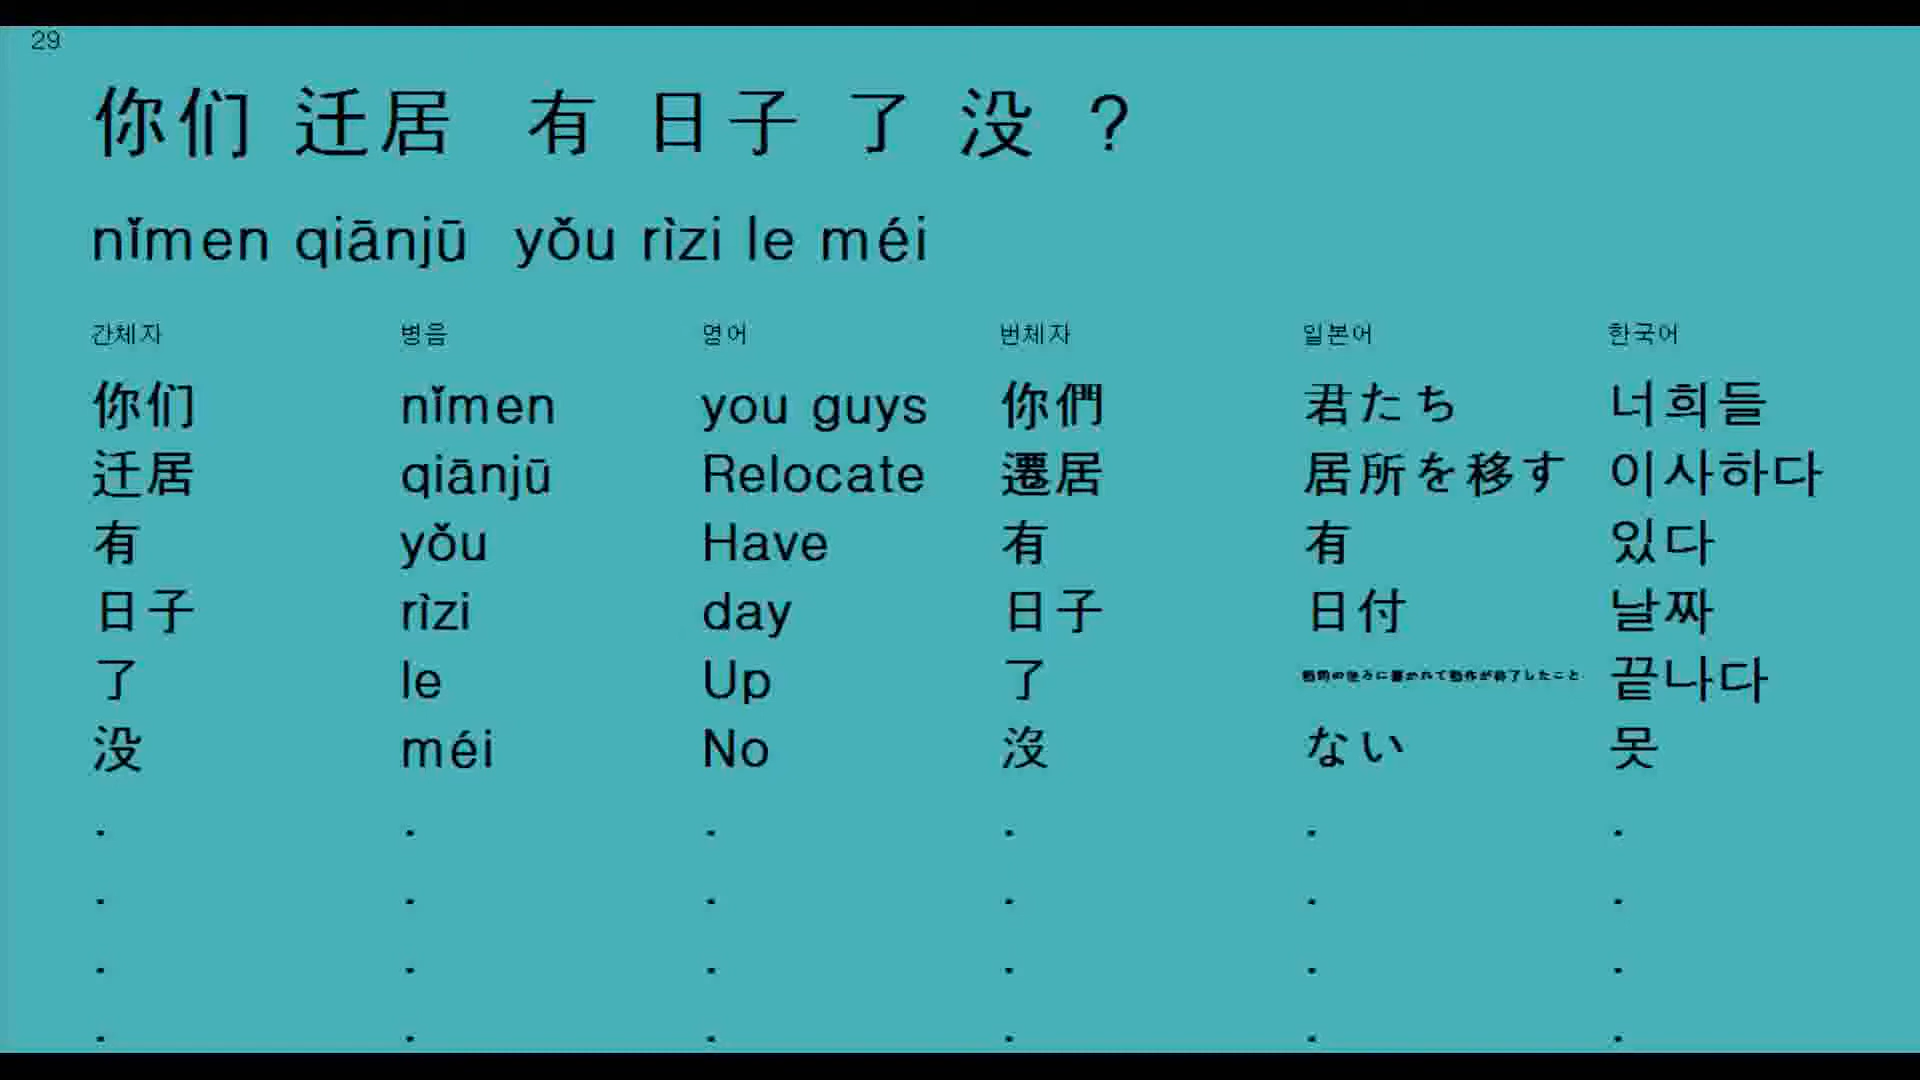 29
你们 迁居 有 日子 了 没 ?
nǐmen qiānjū yǒu rìzi le méi
간체자 병음 영어 번체자 일본어 한국어
你们 nǐmen you guys 你們 君たち 너희들
迁居 qiānjū Relocate 遷居 居所を移す 이사하다
有 yǒu Have 有 有 있다
日子 rìzi day 日子 日付 날짜
了 le Up 了 끝나다
没 méi No 沒 ない 못
. . . . . .
. . . . . .
. . . . . .
. . . . . .